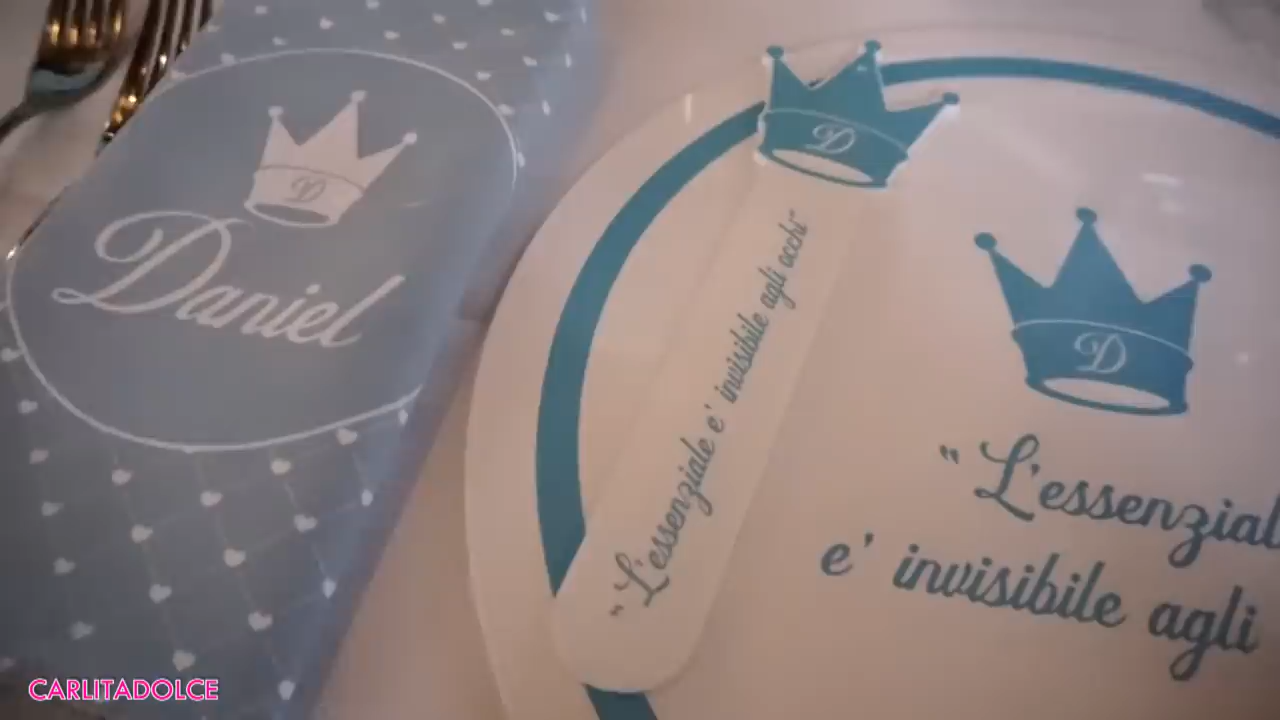 D
Daniel
D
"L'essenziale e' invisibile agli occhi"
D
"L'essenzial
e' invisibile agli
CARLITADOLCE